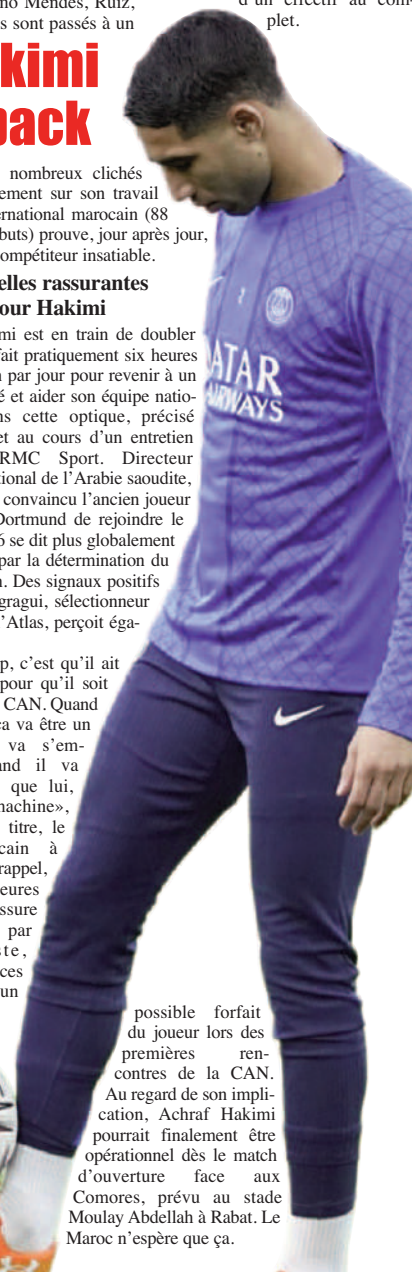 no Mendes, Ruiz,
s sont passés à un
d'un effectif au com-
plet.
kimi
back
nombreux clichés
ement sur son travail
ernational marocain (88
buts) prouve, jour après jour,
compétiteur insatiable.
elles rassurantes
our Hakimi
mi est en train de doubler
fait pratiquement six heures
n par jour pour revenir à un
é et aider son équipe natio-
ns cette optique, précisé
et au cours d'un entretien
RMC Sport. Directeur
tional de l'Arabie saoudite,
convaincu l'ancien joueur
Dortmund de rejoindre le
6 se dit plus globalement
par la détermination du
n. Des signaux positifs
gragui, sélectionneur
l'Atlas, perçoit éga-
p, c'est qu'il ait
pour qu'il soit
CAN. Quand
ça va être un
va s'em-
and il va
que lui,
machine»,
titre, le
cain à
rappel,
eures
ssure
par
ste,
ces
un
possible forfait
du joueur lors des
premières ren-
contres de la CAN.
Au regard de son impli-
cation, Achraf Hakimi
pourrait finalement être
opérationnel dès le match
d'ouverture face aux
Comores, prévu au stade
Moulay Abdellah à Rabat. Le
Maroc n'espère que ça.
QATAR
AIRWAYS